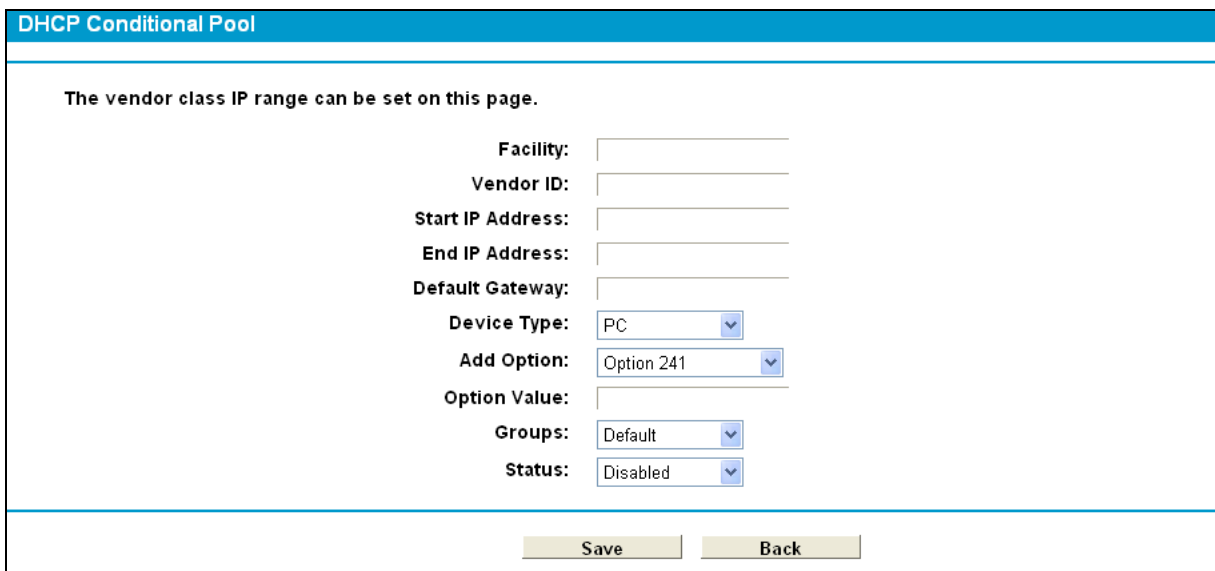 DHCP Conditional Pool
The vendor class IP range can be set on this page.
Facility:
Vendor ID:
Start IP Address:
End IP Address:
Default Gateway:
Device Type: PC
Add Option: Option 241
Option Value:
Groups: Default
Status: Disabled
Save Back